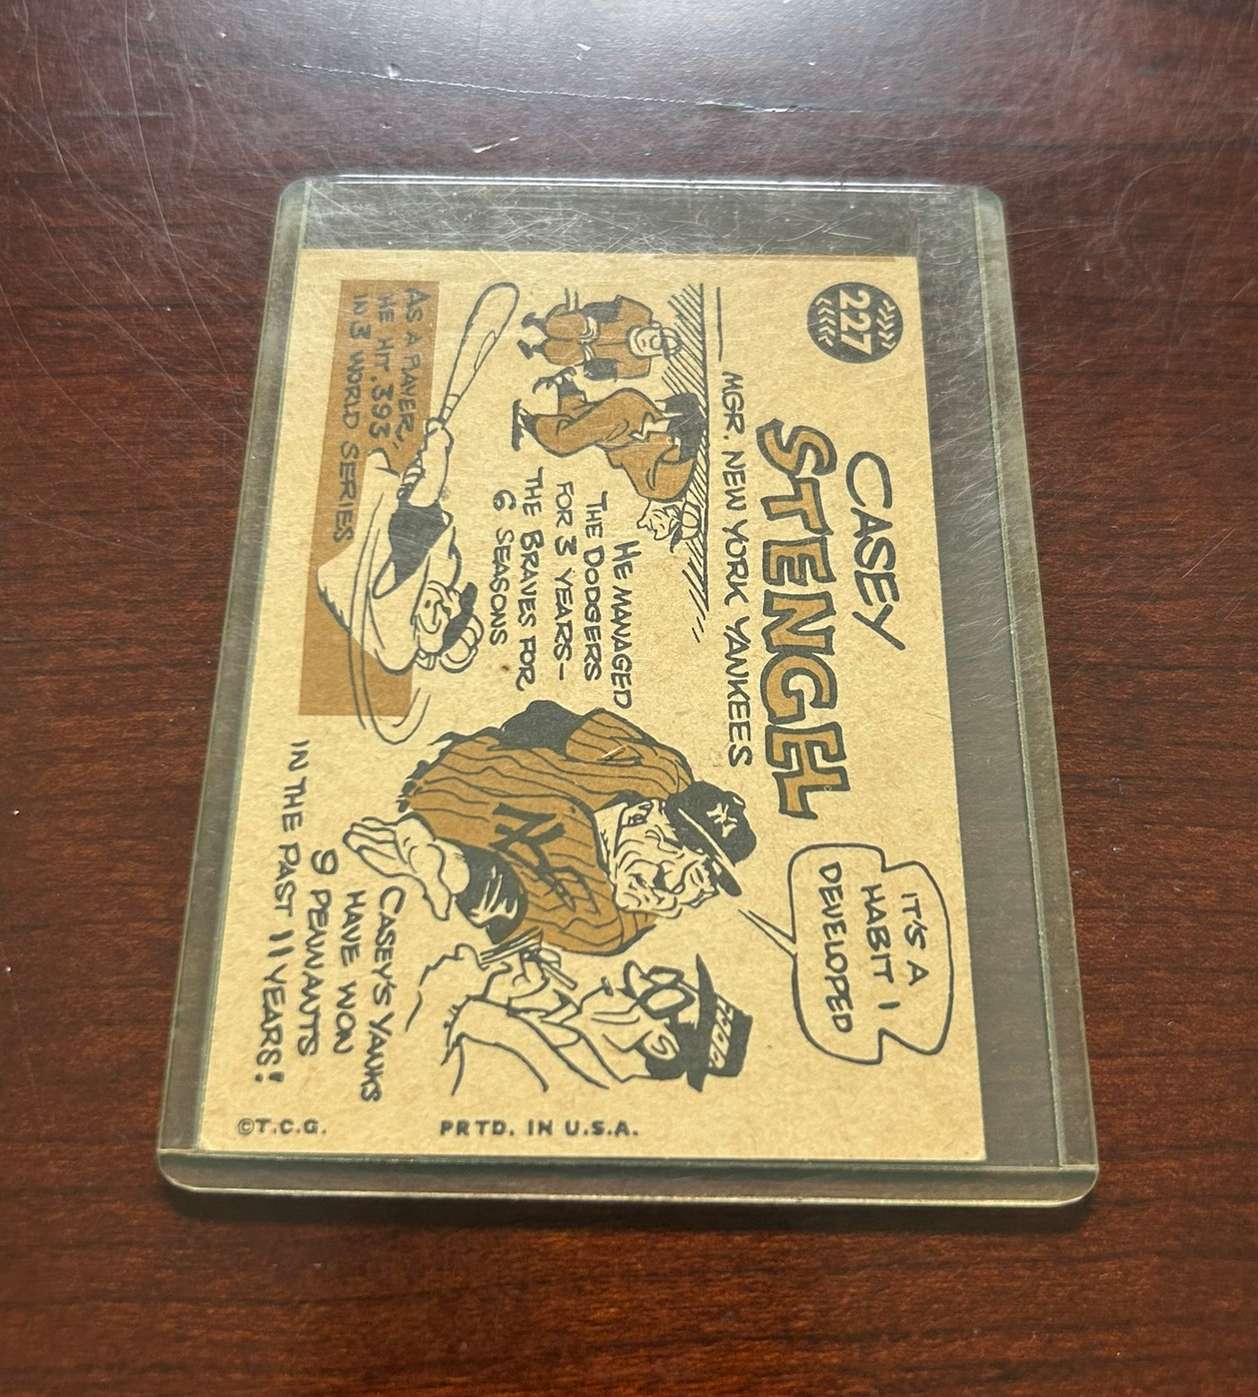 227
CASEY
STENGEL
MGR. NEW YORK YANKEES
IT'S A
HABIT I
DEVELOPED
HE MANAGED
THE DODGERS
FOR 3 YEARS—
THE BRAVES FOR
6 SEASONS
AS A PLAYER,
HE HIT .393
IN 3 WORLD SERIES
NY
NY
CASEY'S YANKS
HAVE WON
9 PENNANTS
IN THE PAST 11 YEARS!
©T.C.G.
PRTD. IN U.S.A.